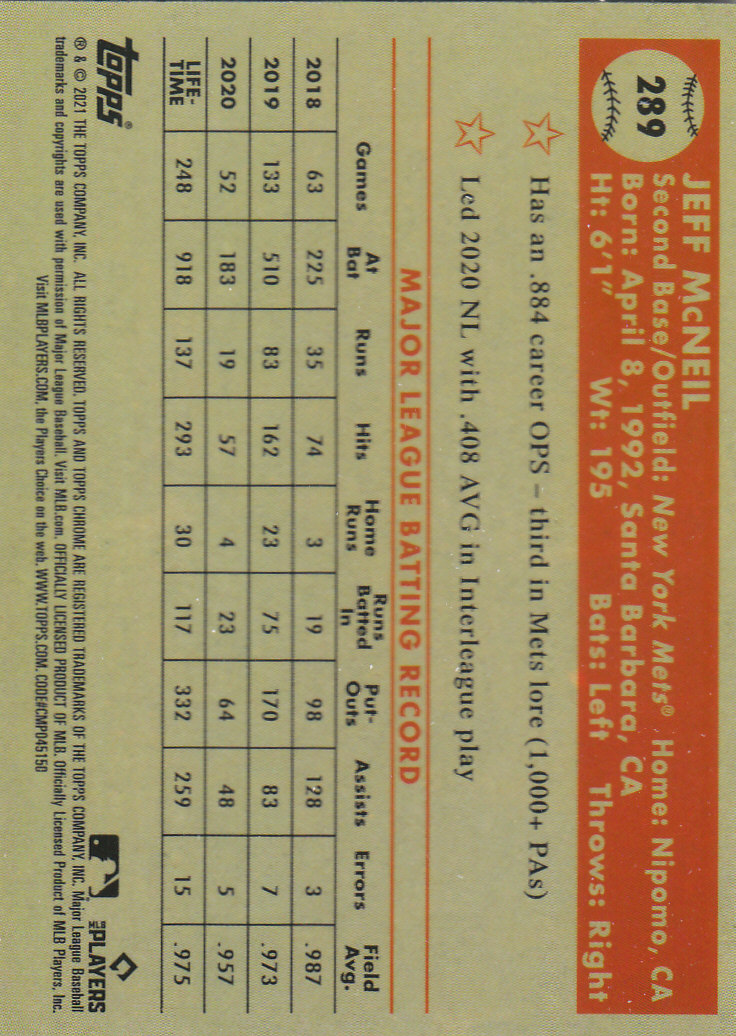 289
JEFF McNEIL
Second Base/Outfield: New York Mets® Home: Nipomo, CA
Born: April 8, 1992, Santa Barbara, CA
Ht: 6'1" Wt: 195 Bats: Left Throws: Right
Has an .884 career OPS – third in Mets lore (1,000+ PAs)
Led 2020 NL with .408 AVG in Interleague play
MAJOR LEAGUE BATTING RECORD
Games At Bat Runs Hits Home Runs Runs Batted In Put-Outs Assists Errors Field Avg.
2018 63 225 35 74 3 19 98 128 3 .987
2019 133 510 83 162 23 75 170 83 7 .973
2020 52 183 19 57 4 23 64 48 5 .957
LIFE-TIME 248 918 137 293 30 117 332 259 15 .975
topps®
MLB PLAYERS
® & © 2021 THE TOPPS COMPANY, INC. ALL RIGHTS RESERVED. TOPPS AND TOPPS CHROME ARE REGISTERED TRADEMARKS OF THE TOPPS COMPANY, INC. Major League Baseball
trademarks and copyrights are used with permission of Major League Baseball. Visit MLB.com. OFFICIALLY LICENSED PRODUCT OF MLB. Officially Licensed Product of MLB Players, Inc.
Visit MLBPLAYERS.COM, the Players Choice on the web. WWW.TOPPS.COM. CODE#CMP045150